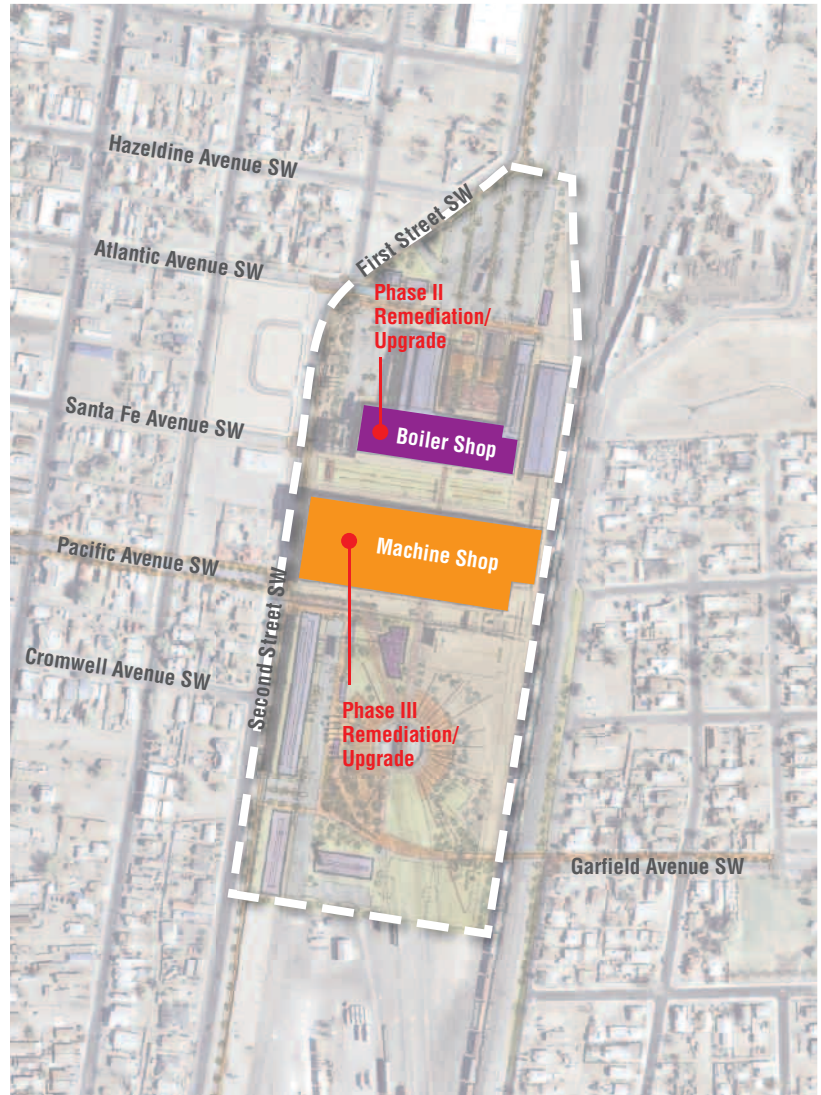 Hazeldine Avenue SW
First Street SW
Atlantic Avenue SW
Phase II
Remediation/
Upgrade
Santa Fe Avenue SW
Boiler Shop
Pacific Avenue SW
Machine Shop
Second Street SW
Cromwell Avenue SW
Phase III
Remediation/
Upgrade
Garfield Avenue SW